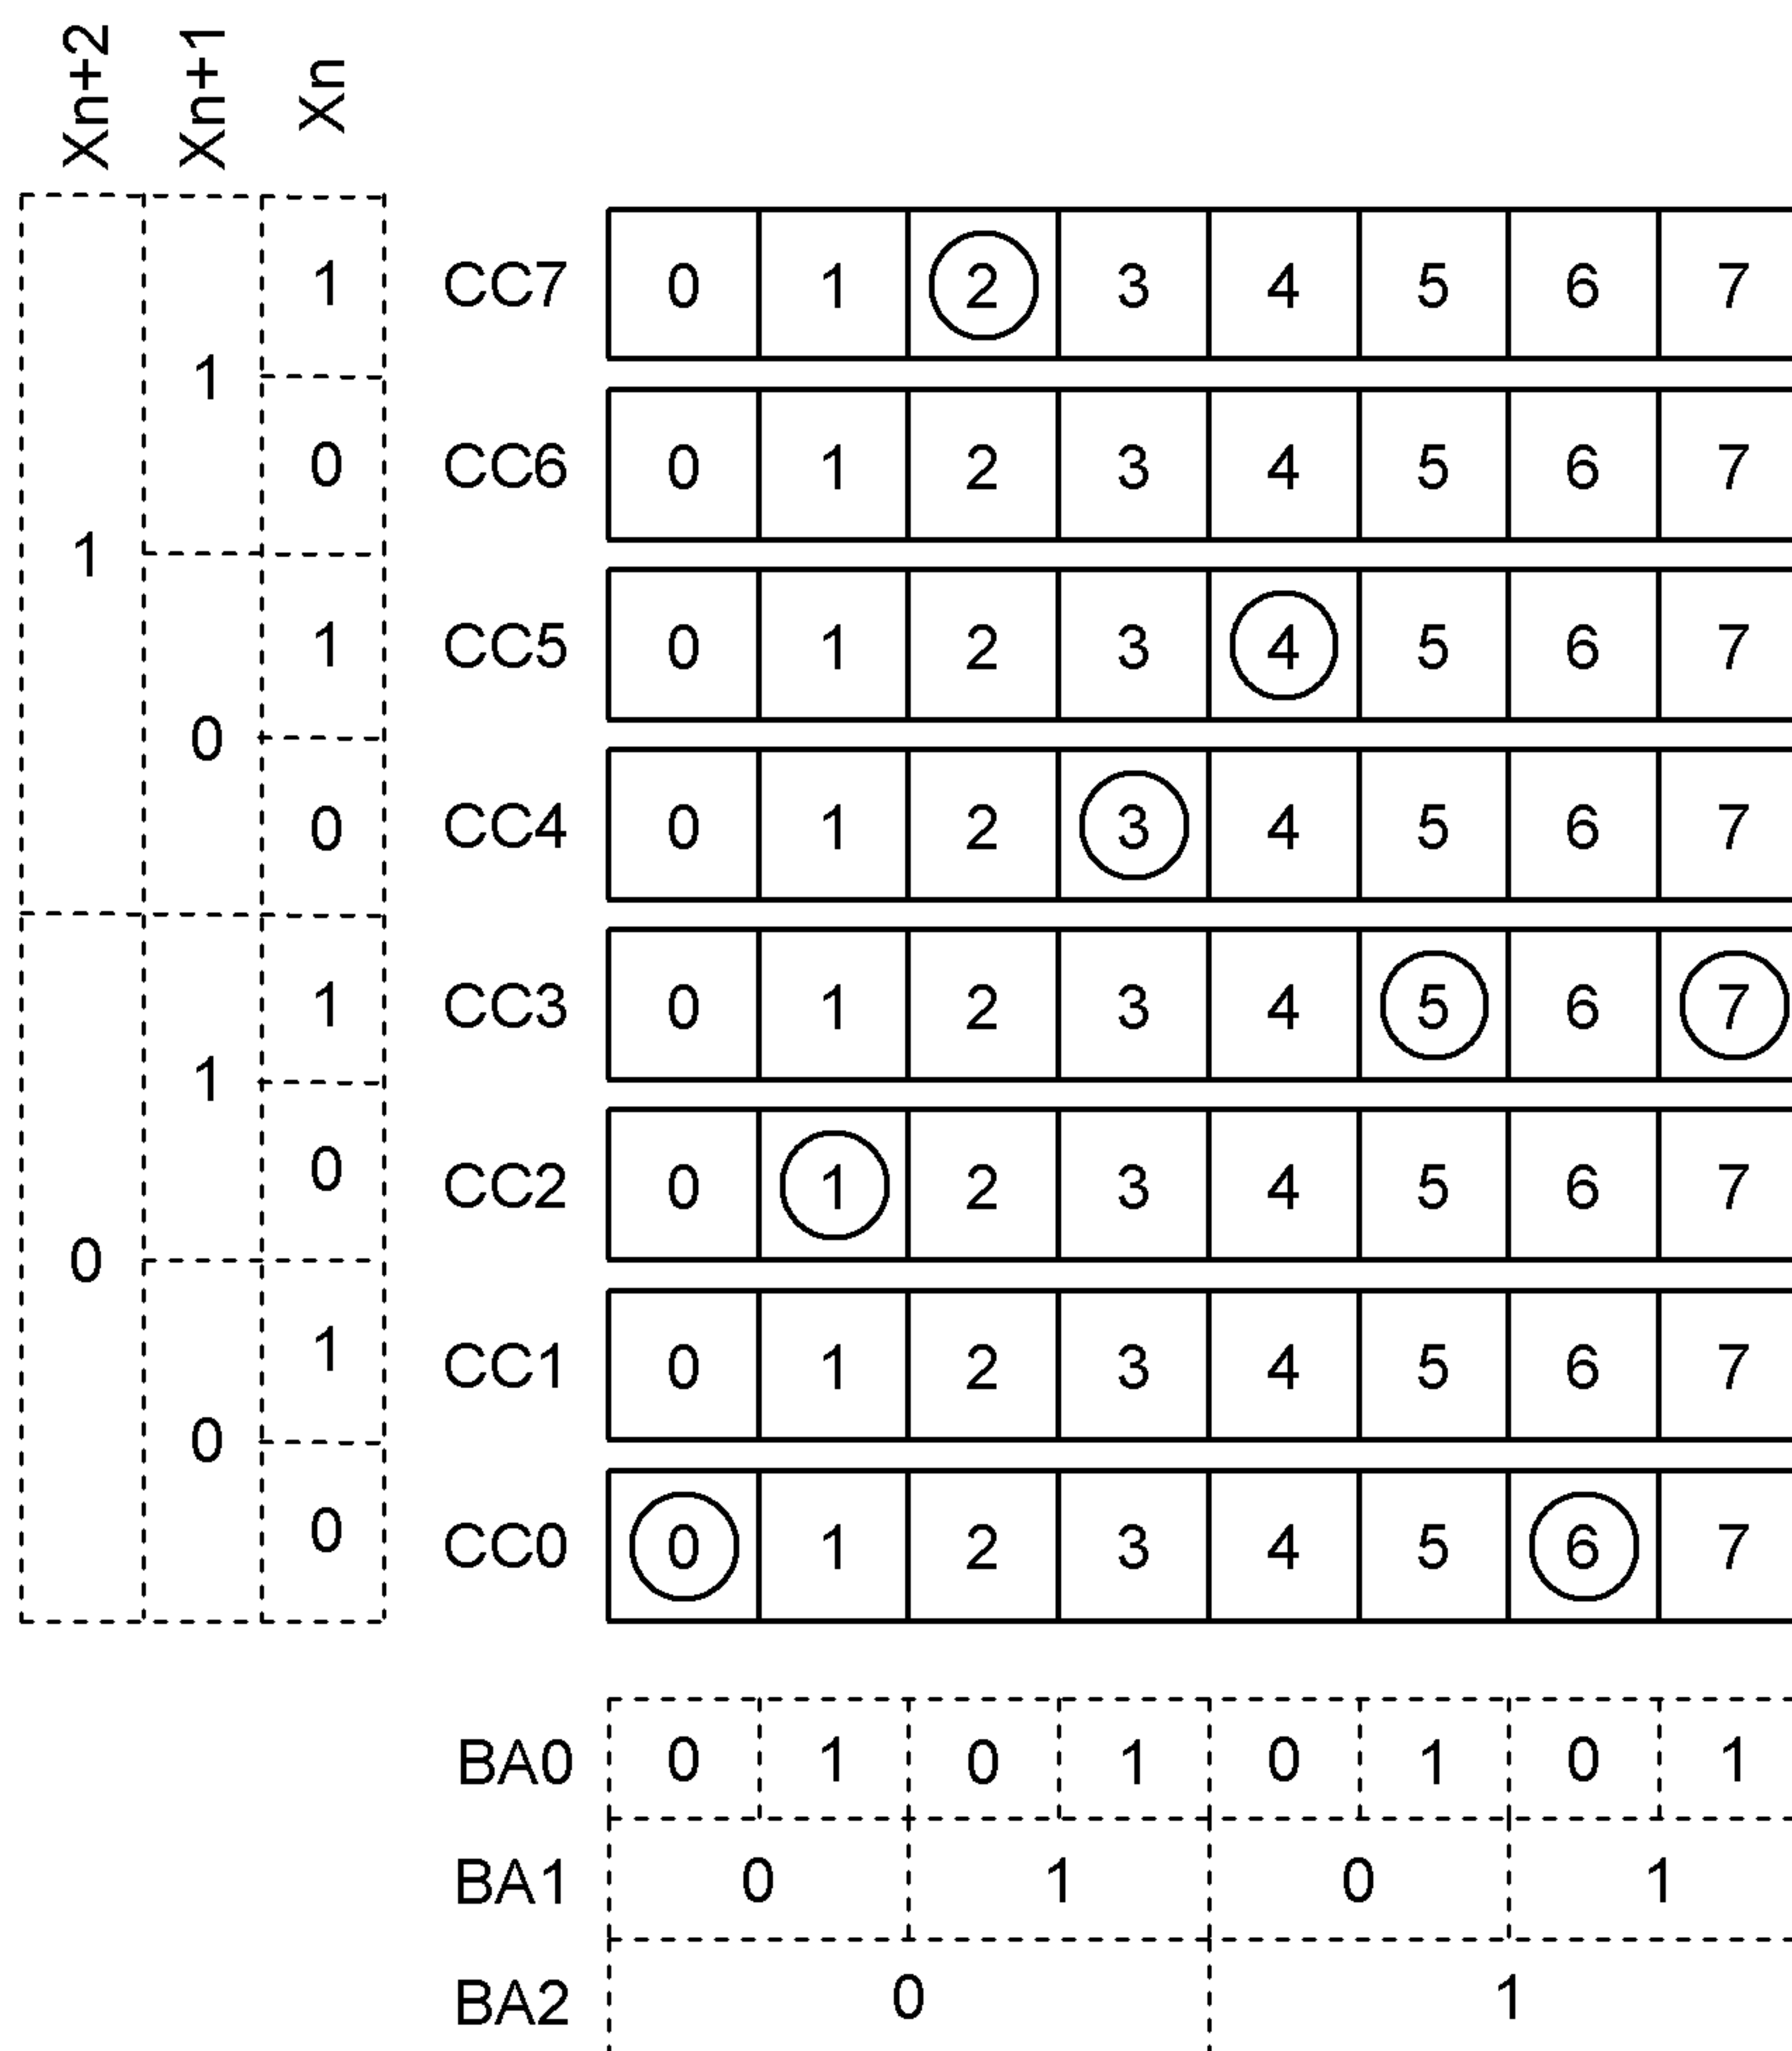 Xn+2 Xn+1 Xn
1 CC7 0 1 2 3 4 5 6 7
1
0 CC6 0 1 2 3 4 5 6 7
1
1 CC5 0 1 2 3 4 5 6 7
0
0 CC4 0 1 2 3 4 5 6 7
1 CC3 0 1 2 3 4 5 6 7
1
0 CC2 0 1 2 3 4 5 6 7
0
1 CC1 0 1 2 3 4 5 6 7
0
0 CC0 0 1 2 3 4 5 6 7
BA0 0 1 0 1 0 1 0 1
BA1 0 1 0 1
BA2 0 1